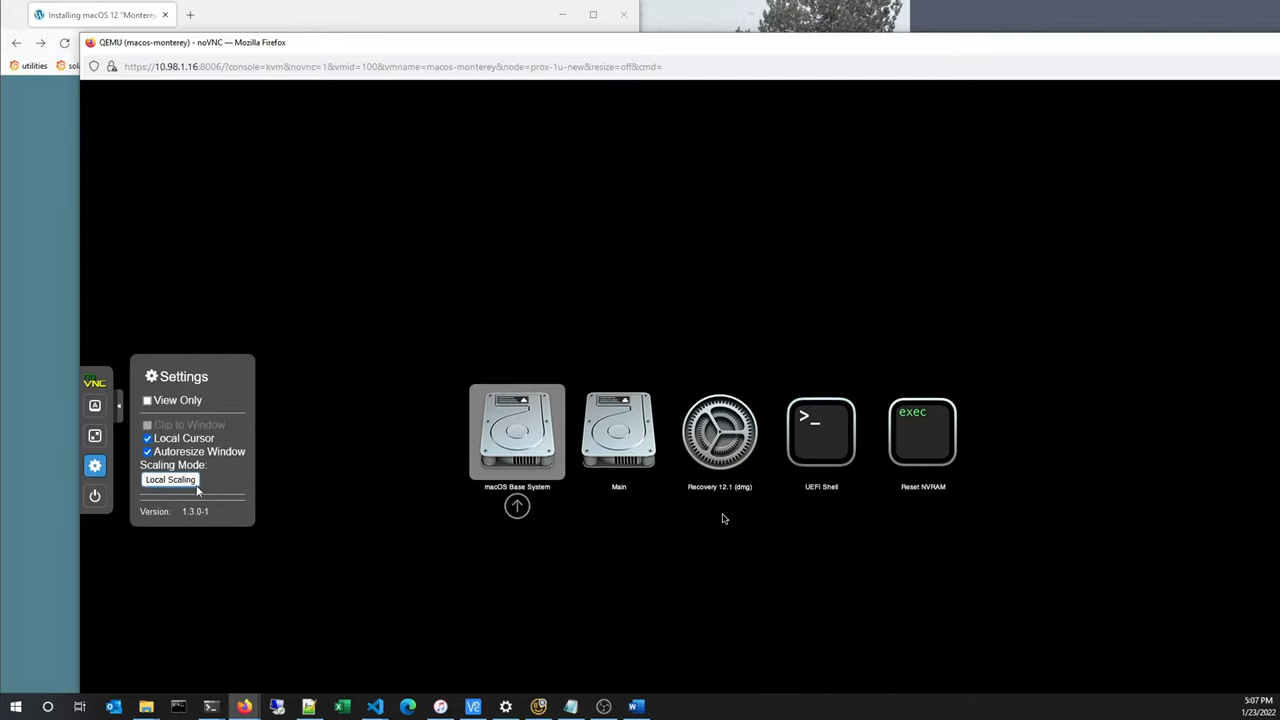 Installing macOS 12 "Monterey
QEMU (macos-monterey) - noVNC — Mozilla Firefox
utilities
https://10.98.1.16:8006/?console=kvm&novnc=1&vmid=100&vmname=macos-monterey&node=prox-1u-new&resize=off&cmd=
VNC
A
Settings
View Only
Clip to Window
Local Cursor
Autoresize Window
Scaling Mode:
Local Scaling
Version: 1.3.0-1
>_
exec
macOS Base System
Main
Recovery 12.1 (dmg)
UEFI Shell
Reset NVRAM
5:07 PM
1/23/2022